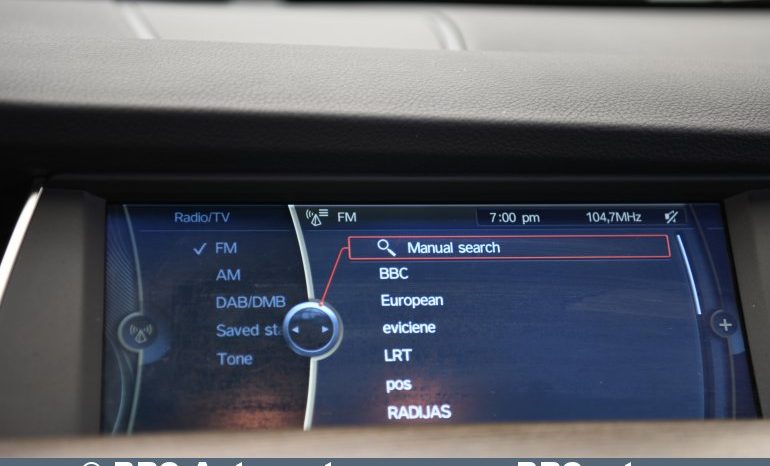 Radio/TV
FM
7:00 pm
104,7MHz
FM
AM
DAB/DMB
Saved st
Tone
Manual search
BBC
European
eviciene
LRT
pos
RADIJAS